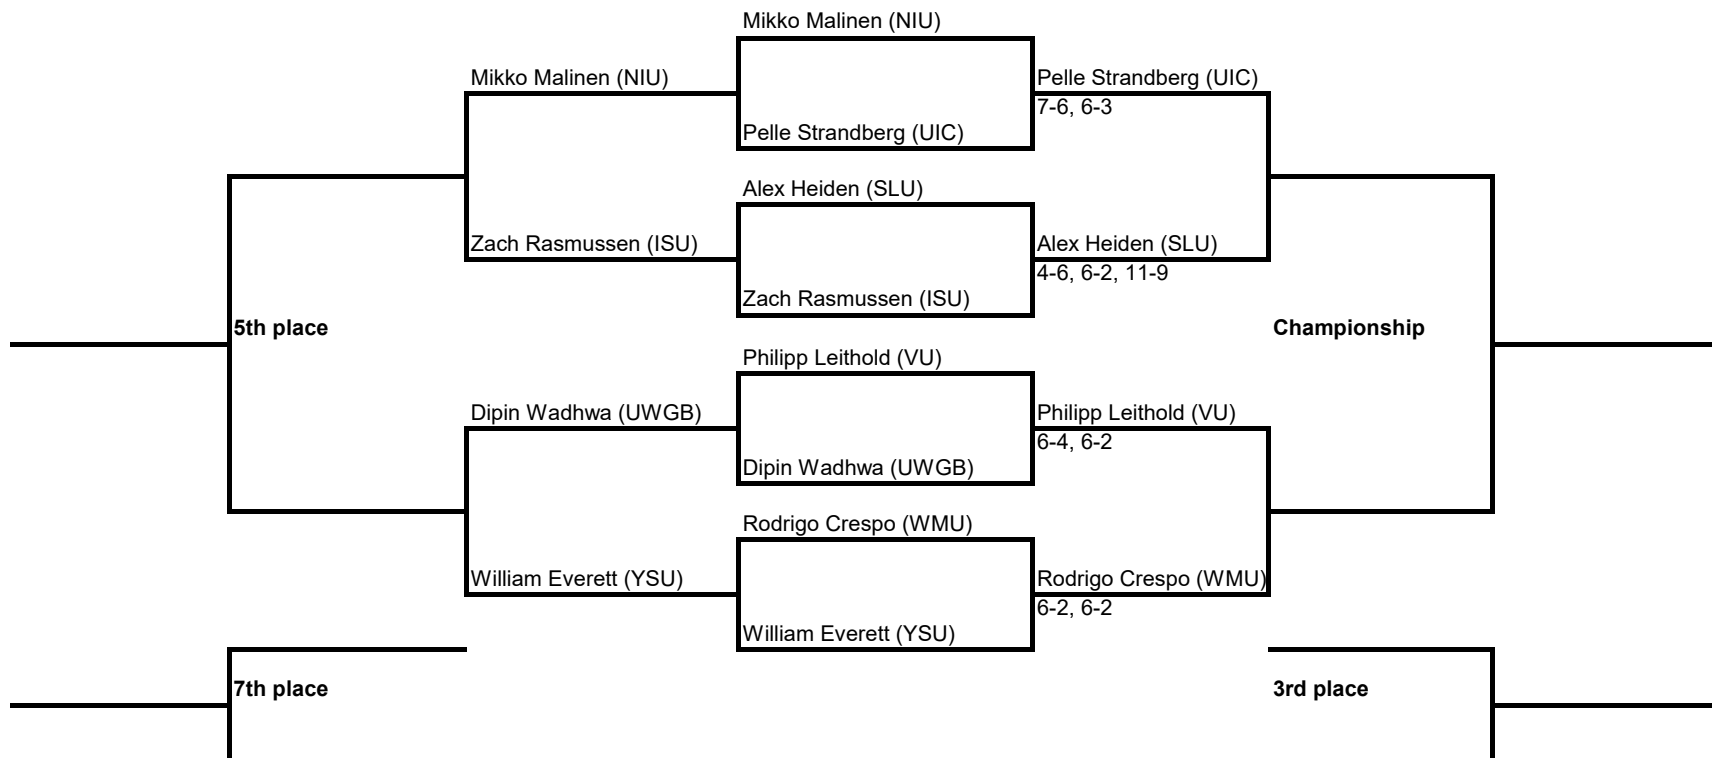 Mikko Malinen (NIU)
Mikko Malinen (NIU)
Pelle Strandberg (UIC)
7-6, 6-3
Pelle Strandberg (UIC)
Alex Heiden (SLU)
Zach Rasmussen (ISU)
Alex Heiden (SLU)
4-6, 6-2, 11-9
Zach Rasmussen (ISU)
5th place
Championship
Philipp Leithold (VU)
Dipin Wadhwa (UWGB)
Philipp Leithold (VU)
6-4, 6-2
Dipin Wadhwa (UWGB)
Rodrigo Crespo (WMU)
William Everett (YSU)
Rodrigo Crespo (WMU)
6-2, 6-2
William Everett (YSU)
7th place
3rd place